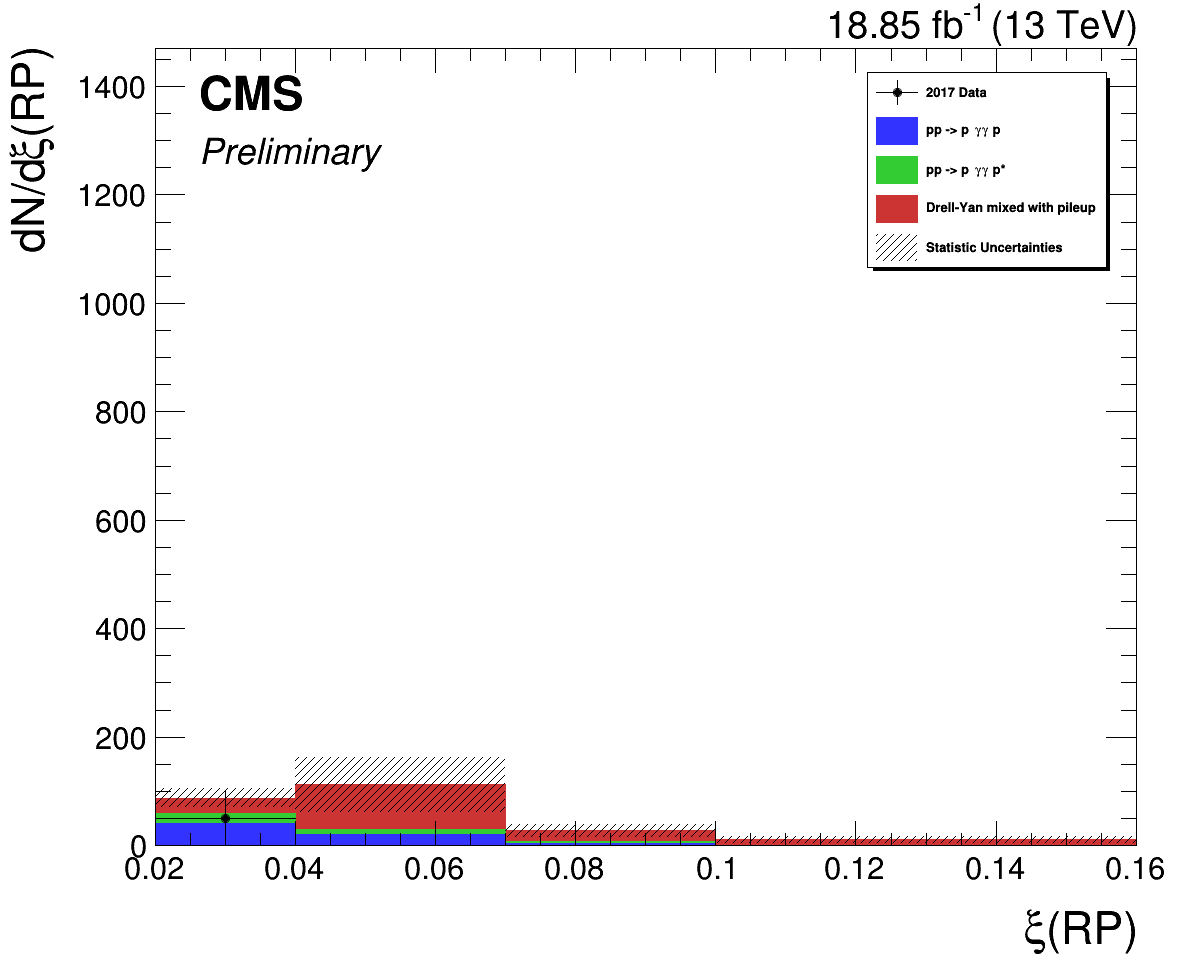 18.85 fb⁻¹ (13 TeV)
dN/dξ(RP)
CMS
Preliminary
2017 Data
pp -> p γγ p
pp -> p γγ p*
Drell-Yan mixed with pileup
Statistic Uncertainties
1400
1200
1000
800
600
400
200
0
0.02 0.04 0.06 0.08 0.1 0.12 0.14 0.16
ξ(RP)